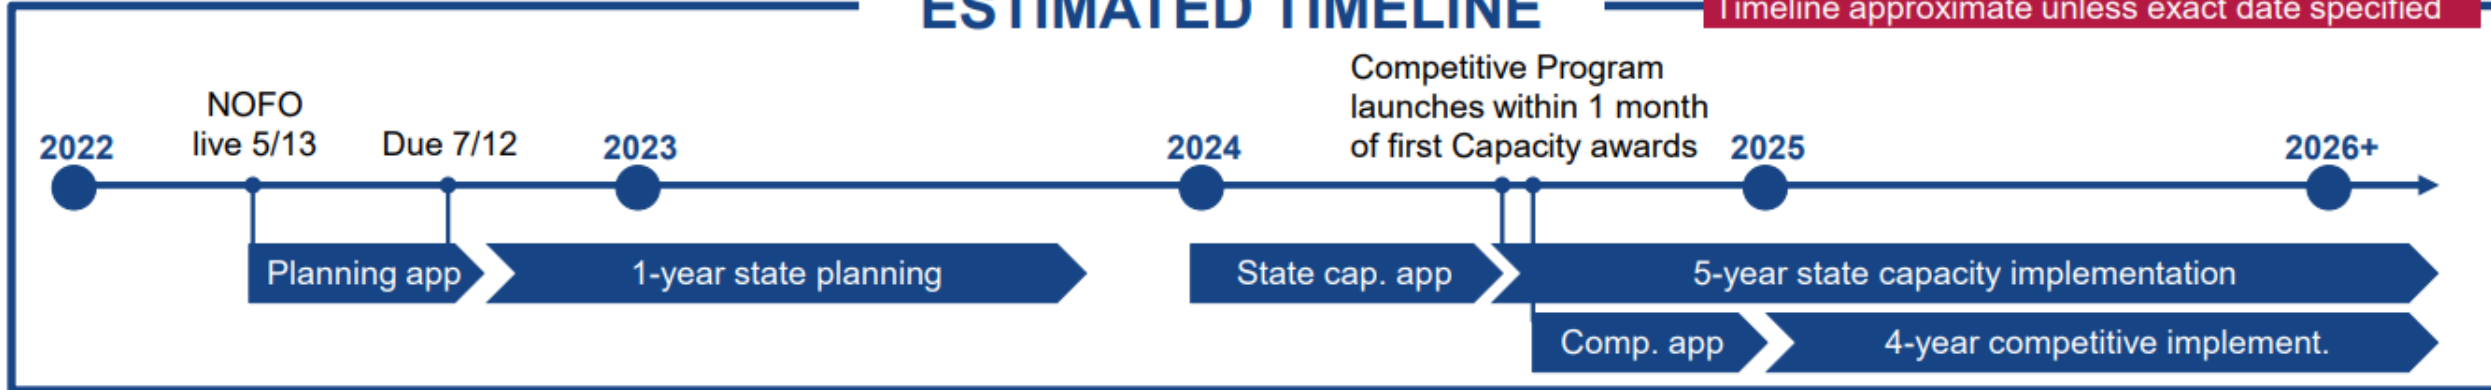 ESTIMATED TIMELINE
Timeline approximate unless exact date specified
Competitive Program
launches within 1 month
of first Capacity awards
NOFO
live 5/13
Due 7/12
2022
2023
2024
2025
2026+
Planning app
1-year state planning
State cap. app
5-year state capacity implementation
Comp. app
4-year competitive implement.